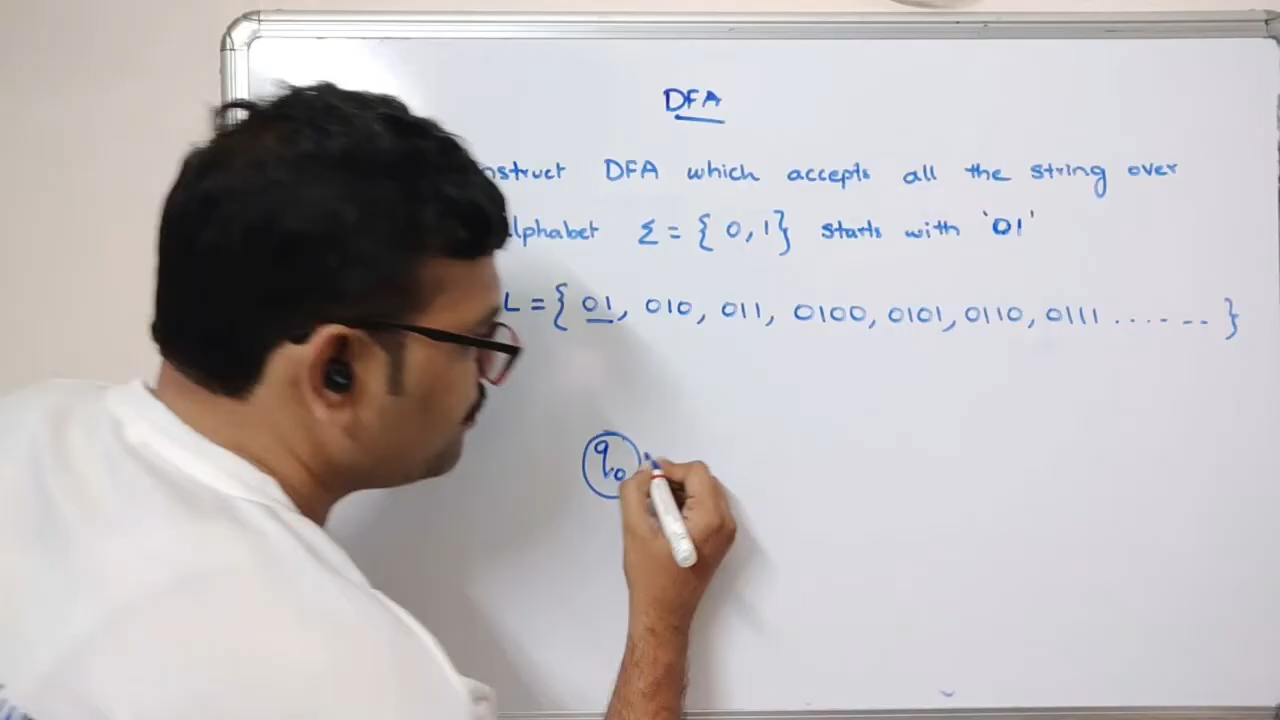 DFA
nstruct DFA which accepts all the string over
lphabet Σ = { 0, 1 } starts with '01'
L = { 01, 010, 011, 0100, 0101, 0110, 0111 ....... }
q0